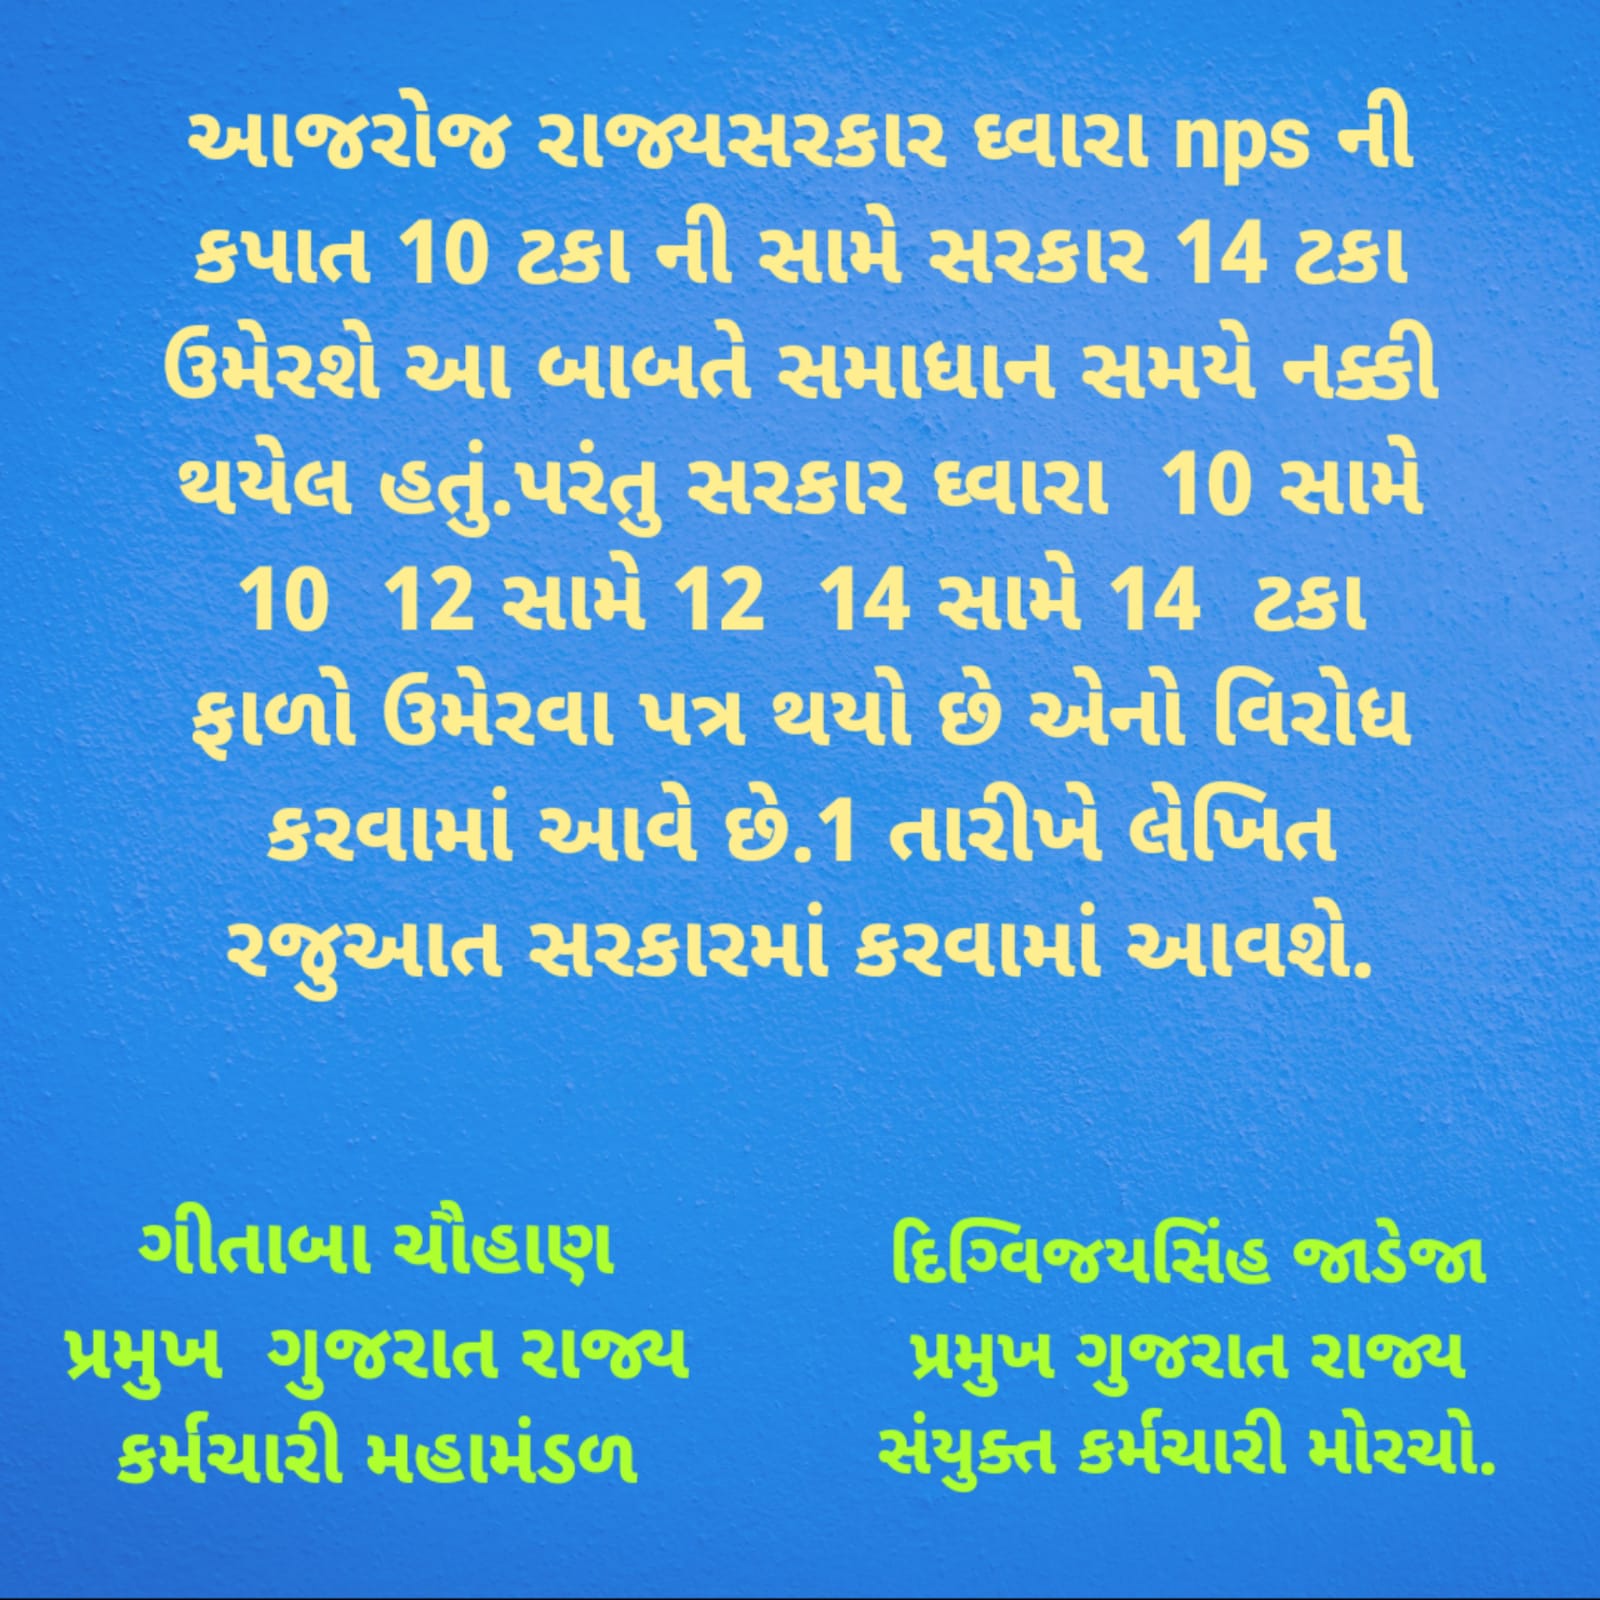 આજરોજ રાજ્યસરકાર ઘ્વારા nps ની
કપાત 10 ટકા ની સામે સરકાર 14 ટકા
ઉમેરશે આ બાબતે સમાધાન સમયે નક્કી
થયેલ હતું.પરંતુ સરકાર ઘ્વારા 10 સામે
10 12 સામે 12 14 સામે 14 ટકા
ફાળો ઉમેરવા પત્ર થયો છે એનો વિરોધ
કરવામાં આવે છે.1 તારીખે લેખિત
રજુઆત સરકારમાં કરવામાં આવશે.
ગીતાબા ચૌહાણ
પ્રમુખ ગુજરાત રાજ્ય
કર્મચારી મહામંડળ
દિગ્વિજયસિંહ જાડેજા
પ્રમુખ ગુજરાત રાજ્ય
સંયુક્ત કર્મચારી મોરચો.